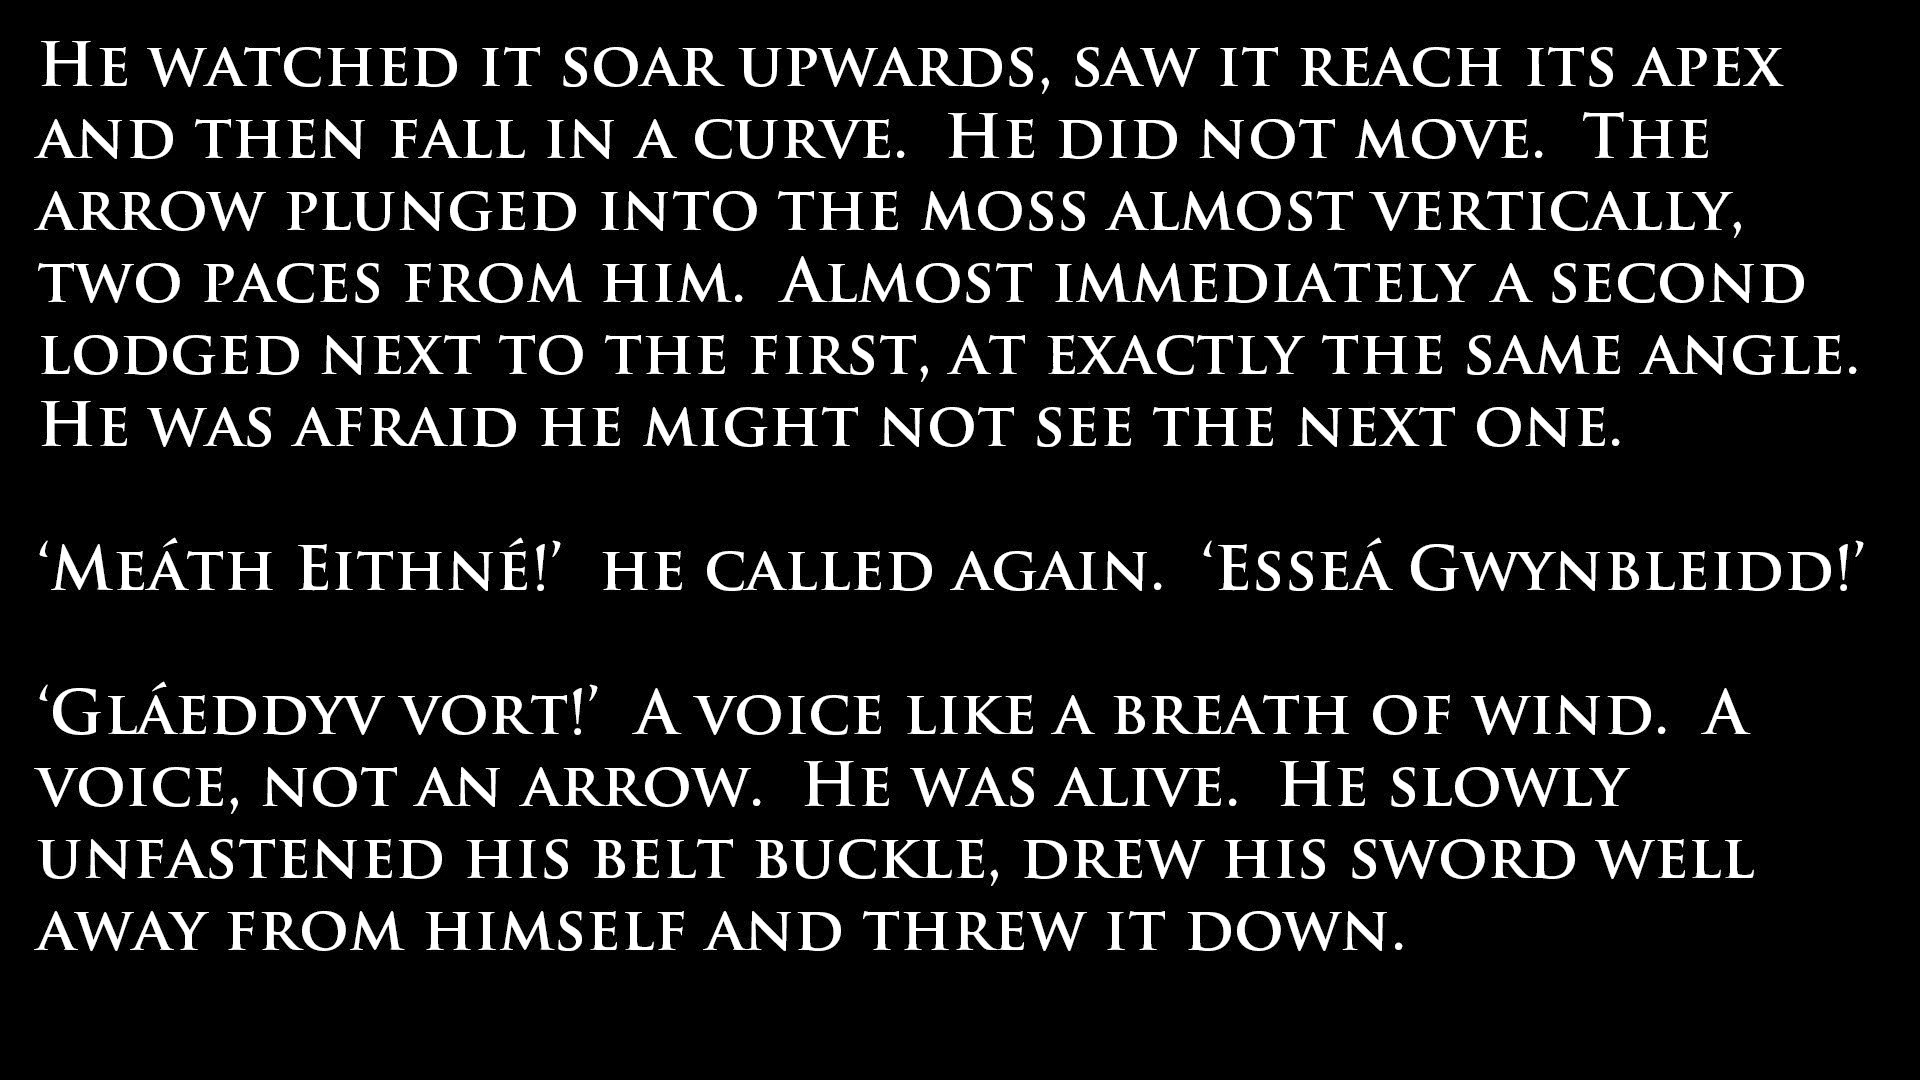 He watched it soar upwards, saw it reach its apex
and then fall in a curve.  He did not move.  The
arrow plunged into the moss almost vertically,
two paces from him.  Almost immediately a second
lodged next to the first, at exactly the same angle.
He was afraid he might not see the next one.
‘Meáth Eithné!’  he called again.  ‘Esseá Gwynbleidd!’
‘Gláeddyv vort!’  A voice like a breath of wind.  A
voice, not an arrow.  He was alive.  He slowly
unfastened his belt buckle, drew his sword well
away from himself and threw it down.